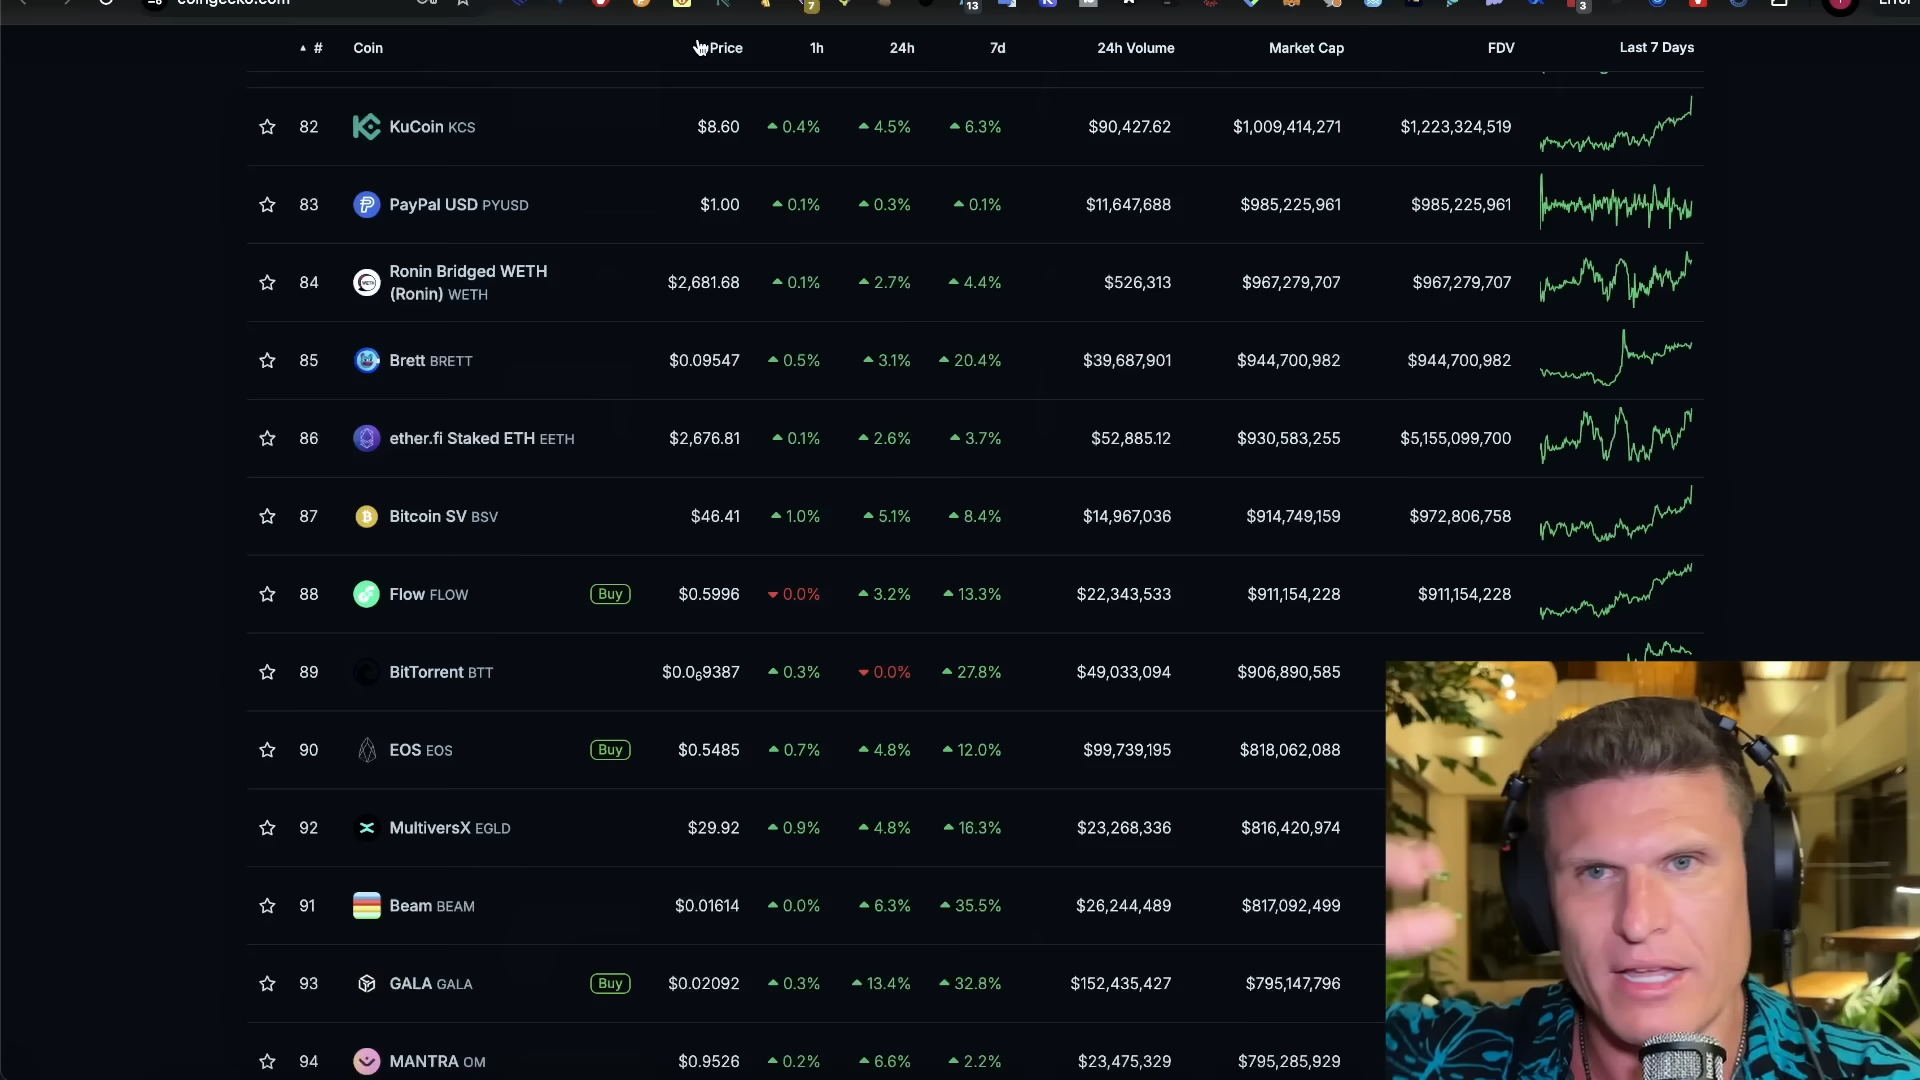 coingecko.com
13
7
3
Error
# Coin Price 1h 24h 7d 24h Volume Market Cap FDV Last 7 Days
82 KuCoin KCS $8.60 0.4% 4.5% 6.3% $90,427.62 $1,009,414,271 $1,223,324,519
83 PayPal USD PYUSD $1.00 0.1% 0.3% 0.1% $11,647,688 $985,225,961 $985,225,961
84 Ronin Bridged WETH
(Ronin) WETH $2,681.68 0.1% 2.7% 4.4% $526,313 $967,279,707 $967,279,707
85 Brett BRETT $0.09547 0.5% 3.1% 20.4% $39,687,901 $944,700,982 $944,700,982
86 ether.fi Staked ETH EETH $2,676.81 0.1% 2.6% 3.7% $52,885.12 $930,583,255 $5,155,099,700
87 Bitcoin SV BSV $46.41 1.0% 5.1% 8.4% $14,967,036 $914,749,159 $972,806,758
88 Flow FLOW Buy $0.5996 0.0% 3.2% 13.3% $22,343,533 $911,154,228 $911,154,228
89 BitTorrent BTT $0.0₆9387 0.3% 0.0% 27.8% $49,033,094 $906,890,585
90 EOS EOS Buy $0.5485 0.7% 4.8% 12.0% $99,739,195 $818,062,088
92 MultiversX EGLD $29.92 0.9% 4.8% 16.3% $23,268,336 $816,420,974
91 Beam BEAM $0.01614 0.0% 6.3% 35.5% $26,244,489 $817,092,499
93 GALA GALA Buy $0.02092 0.3% 13.4% 32.8% $152,435,427 $795,147,796
94 MANTRA OM $0.9526 0.2% 6.6% 2.2% $23,475,329 $795,285,929